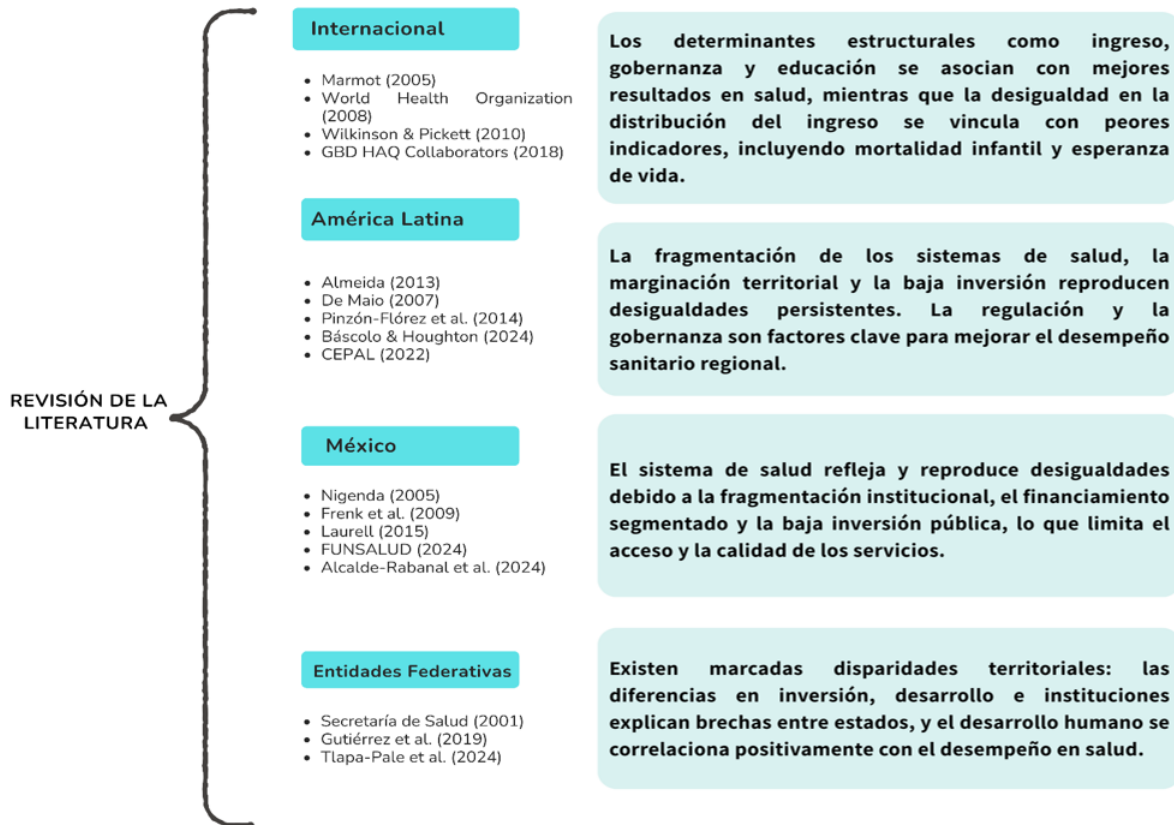 REVISIÓN DE LA
LITERATURA
Internacional
• Marmot (2005)
• World Health Organization
(2008)
• Wilkinson & Pickett (2010)
• GBD HAQ Collaborators (2018)
Los determinantes estructurales como ingreso,
gobernanza y educación se asocian con mejores
resultados en salud, mientras que la desigualdad en la
distribución del ingreso se vincula con peores
indicadores, incluyendo mortalidad infantil y esperanza
de vida.
América Latina
• Almeida (2013)
• De Maio (2007)
• Pinzón-Flórez et al. (2014)
• Báscolo & Houghton (2024)
• CEPAL (2022)
La fragmentación de los sistemas de salud, la
marginación territorial y la baja inversión reproducen
desigualdades persistentes. La regulación y la
gobernanza son factores clave para mejorar el desempeño
sanitario regional.
México
• Nigenda (2005)
• Frenk et al. (2009)
• Laurell (2015)
• FUNSALUD (2024)
• Alcalde-Rabanal et al. (2024)
El sistema de salud refleja y reproduce desigualdades
debido a la fragmentación institucional, el financiamiento
segmentado y la baja inversión pública, lo que limita el
acceso y la calidad de los servicios.
Entidades Federativas
• Secretaría de Salud (2001)
• Gutiérrez et al. (2019)
• Tlapa-Pale et al. (2024)
Existen marcadas disparidades territoriales: las
diferencias en inversión, desarrollo e instituciones
explican brechas entre estados, y el desarrollo humano se
correlaciona positivamente con el desempeño en salud.